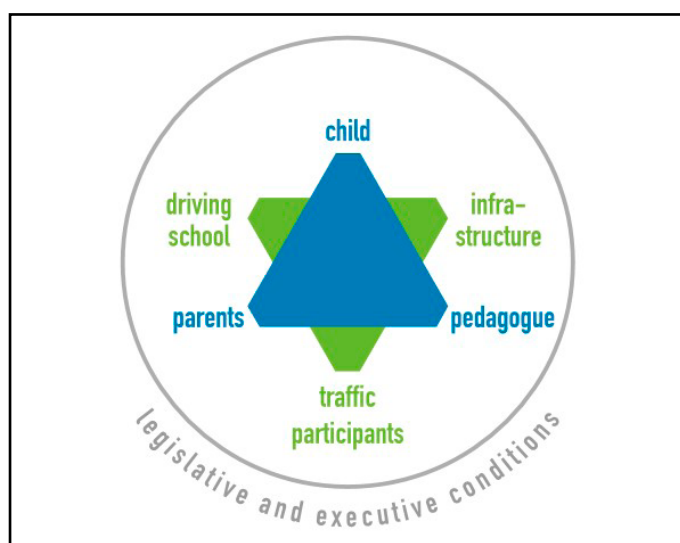 child
driving
school
infra-
structure
parents
pedagogue
traffic
participants
legislative and executive conditions